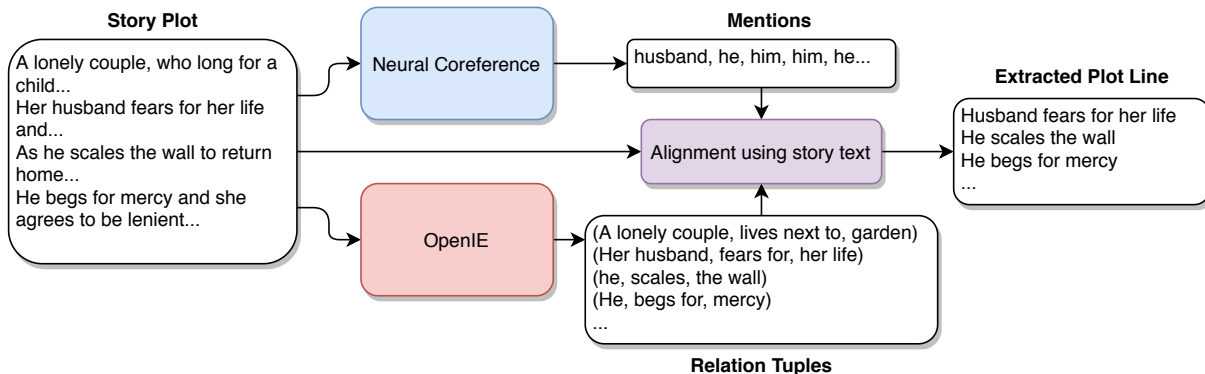 Story Plot
A lonely couple, who long for a
child...
Her husband fears for her life
and...
As he scales the wall to return
home...
He begs for mercy and she
agrees to be lenient...
Neural Coreference
OpenIE
Mentions
husband, he, him, him, he...
Alignment using story text
(A lonely couple, lives next to, garden)
(Her husband, fears for, her life)
(he, scales, the wall)
(He, begs for, mercy)
...
Relation Tuples
Extracted Plot Line
Husband fears for her life
He scales the wall
He begs for mercy
...